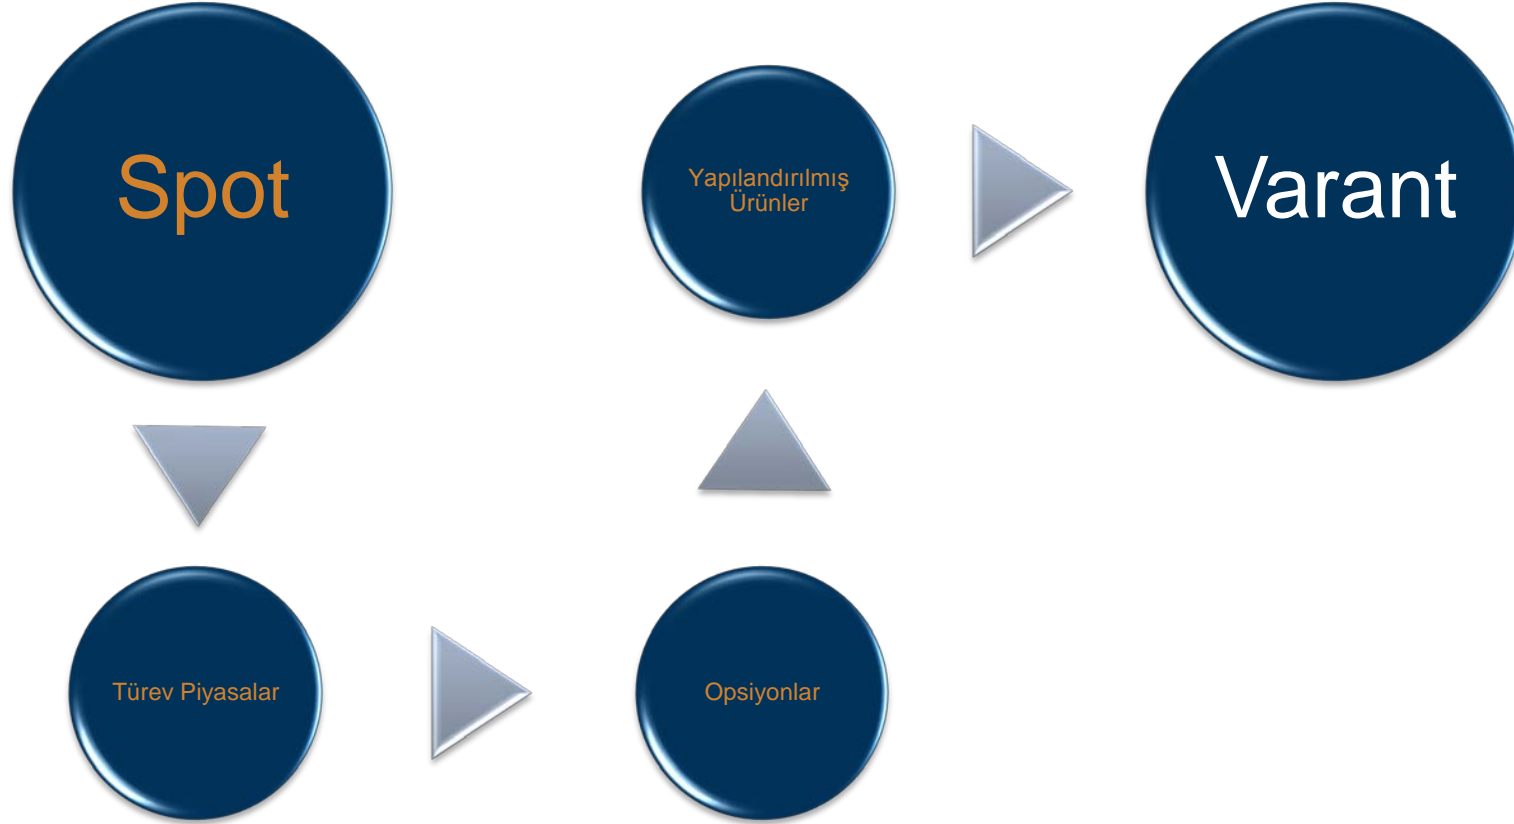 Spot
Türev Piyasalar
Opsiyonlar
Yapılandırılmış
Ürünler
Varant